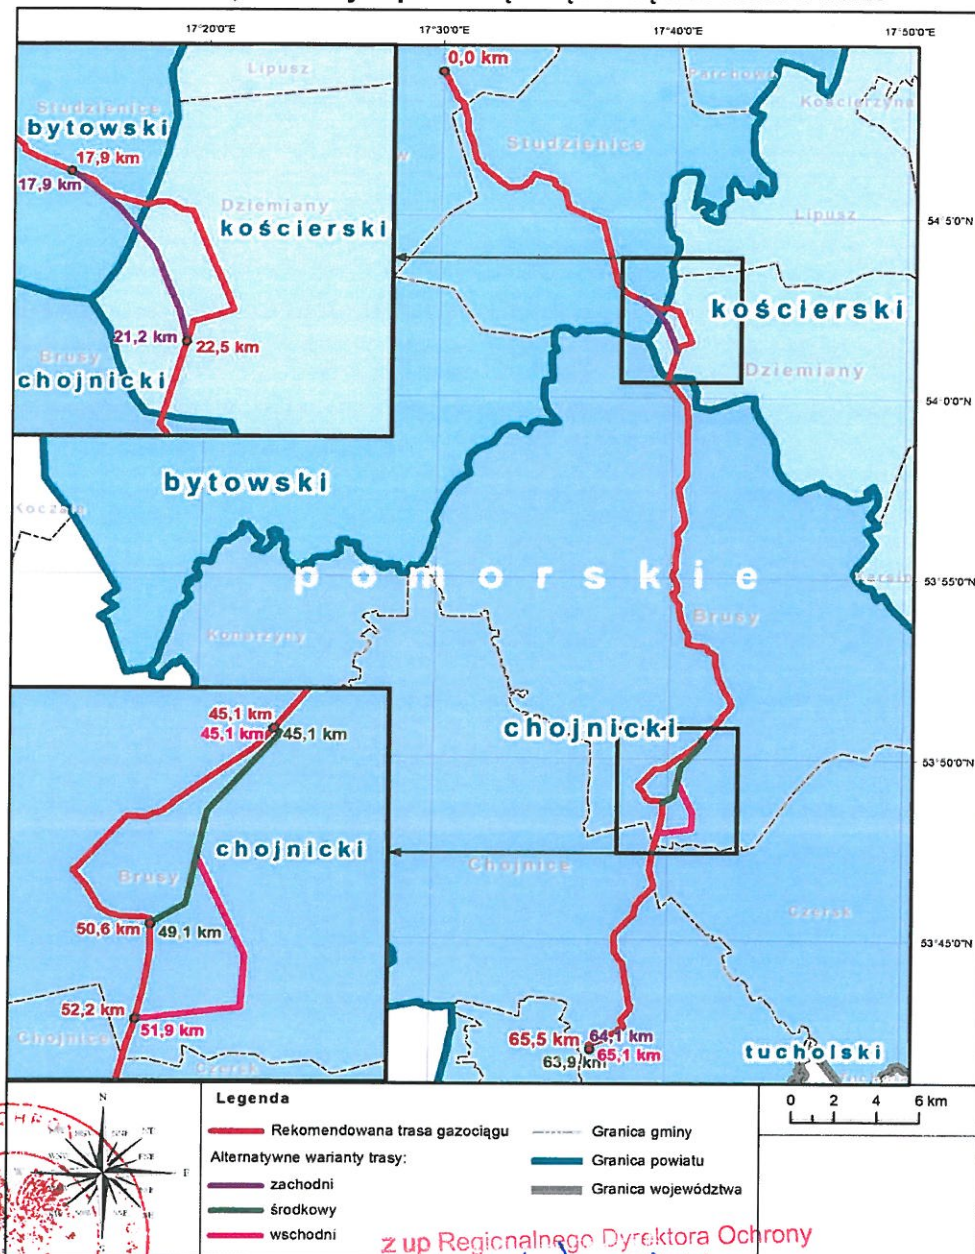 17°20'0"E
17°30'0"E
17°40'0"E
17°50'0"E
0,0 km
Lipusz
Studzienice
bytowski
17,9 km
17,9 km
Dziemiany
kościerski
21,2 km
22,5 km
Brusy
chojnicki
Parchowo
Kościerzyna
Studzienice
Lipusz
54°5'0"N
kościerski
Dziemiany
54°0'0"N
bytowski
pomorskie
53°55'0"N
Brusy
Konarzyny
45,1 km
45,1 km
45,1 km
chojnicki
Brusy
50,6 km
49,1 km
52,2 km
51,9 km
Chojnice
Czersk
chojnicki
53°50'0"N
Chojnice
Czersk
53°45'0"N
65,5 km
64,1 km
63,9 km
65,1 km
tucholski
Legenda
Rekomendowana trasa gazociągu
Alternatywne warianty trasy:
zachodni
środkowy
wschodni
Granica gminy
Granica powiatu
Granica województwa
0 2 4 6 km
N
E
z up Regionalnego Dyrektora Ochrony